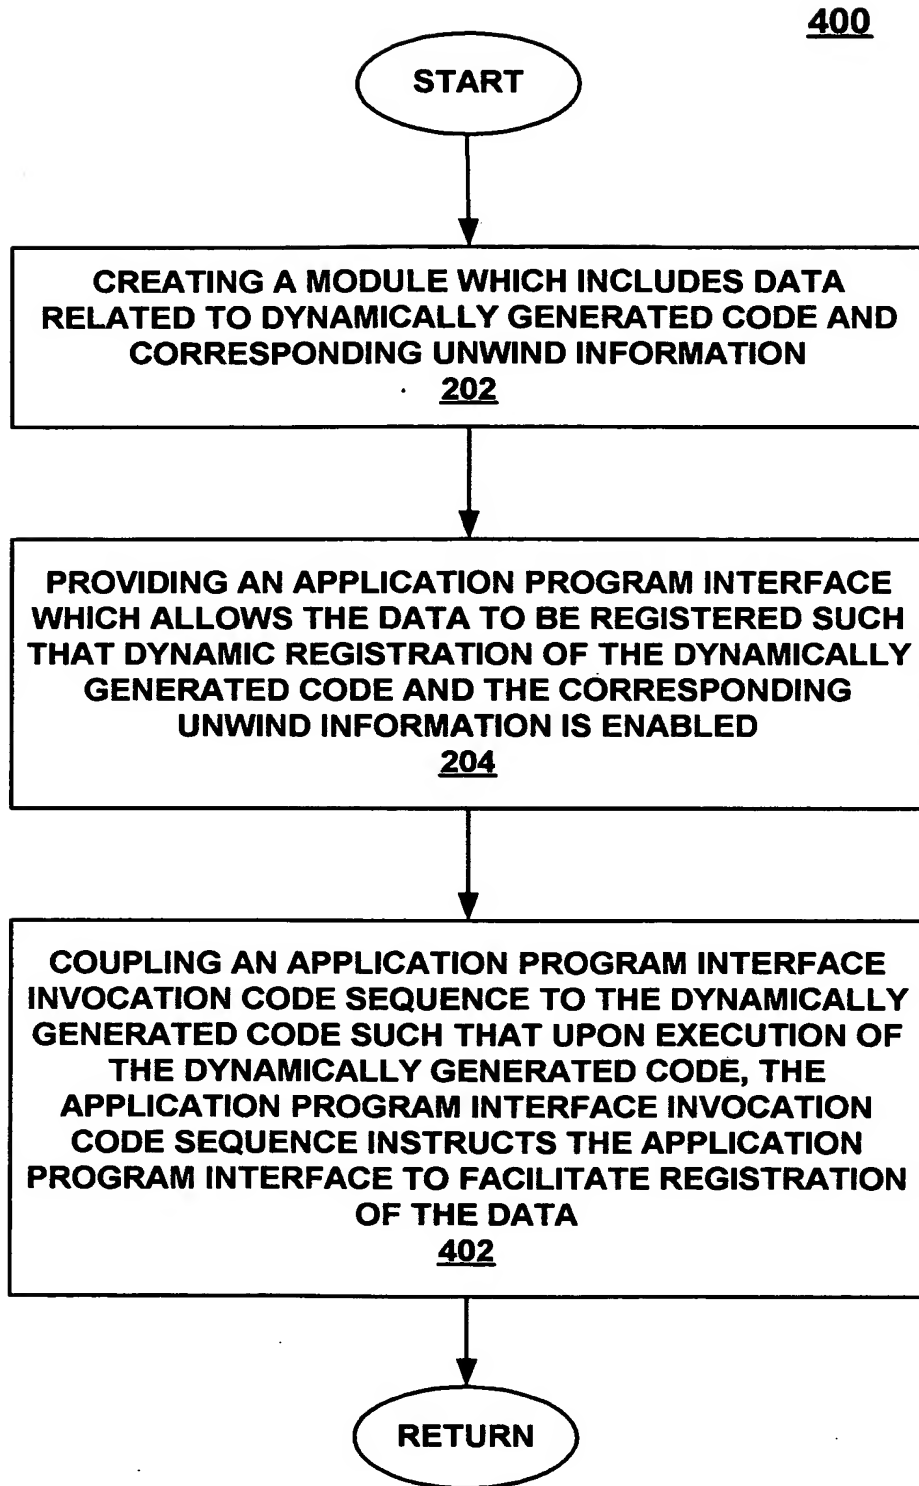 400
START
CREATING A MODULE WHICH INCLUDES DATA
RELATED TO DYNAMICALLY GENERATED CODE AND
CORRESPONDING UNWIND INFORMATION
202
PROVIDING AN APPLICATION PROGRAM INTERFACE
WHICH ALLOWS THE DATA TO BE REGISTERED SUCH
THAT DYNAMIC REGISTRATION OF THE DYNAMICALLY
GENERATED CODE AND THE CORRESPONDING
UNWIND INFORMATION IS ENABLED
204
COUPLING AN APPLICATION PROGRAM INTERFACE
INVOCATION CODE SEQUENCE TO THE DYNAMICALLY
GENERATED CODE SUCH THAT UPON EXECUTION OF
THE DYNAMICALLY GENERATED CODE, THE
APPLICATION PROGRAM INTERFACE INVOCATION
CODE SEQUENCE INSTRUCTS THE APPLICATION
PROGRAM INTERFACE TO FACILITATE REGISTRATION
OF THE DATA
402
RETURN